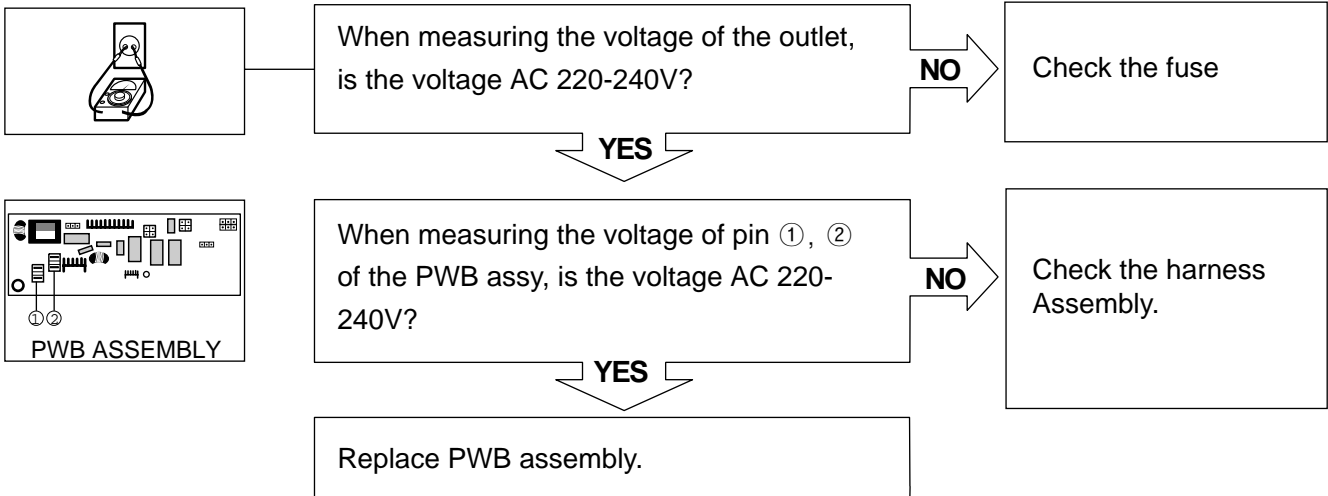 When measuring the voltage of the outlet,
is the voltage AC 220-240V?
NO
Check the fuse
YES
When measuring the voltage of pin ①, ②
of the PWB assy, is the voltage AC 220-
240V?
NO
Check the harness
Assembly.
①②
PWB ASSEMBLY
YES
Replace PWB assembly.